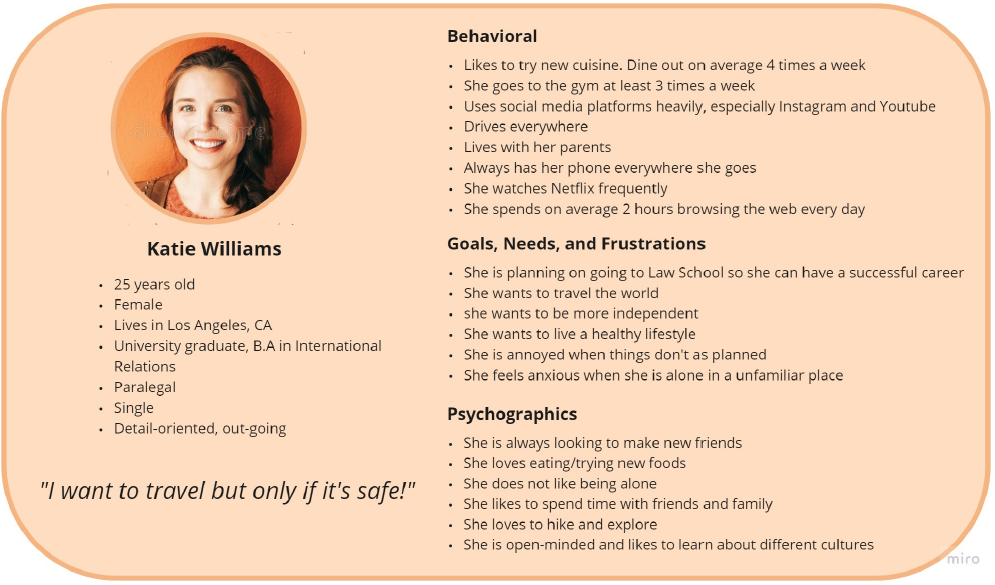 Katie Williams
• 25 years old
• Female
• Lives in Los Angeles, CA
• University graduate, B.A in International
Relations
• Paralegal
• Single
• Detail-oriented, out-going
"I want to travel but only if it's safe!"
Behavioral
• Likes to try new cuisine. Dine out on average 4 times a week
• She goes to the gym at least 3 times a week
• Uses social media platforms heavily, especially Instagram and Youtube
• Drives everywhere
• Lives with her parents
• Always has her phone everywhere she goes
• She watches Netflix frequently
• She spends on average 2 hours browsing the web every day
Goals, Needs, and Frustrations
• She is planning on going to Law School so she can have a successful career
• She wants to travel the world
• she wants to be more independent
• She wants to live a healthy lifestyle
• She is annoyed when things don't as planned
• She feels anxious when she is alone in a unfamiliar place
Psychographics
• She is always looking to make new friends
• She loves eating/trying new foods
• She does not like being alone
• She likes to spend time with friends and family
• She loves to hike and explore
• She is open-minded and likes to learn about different cultures
miro